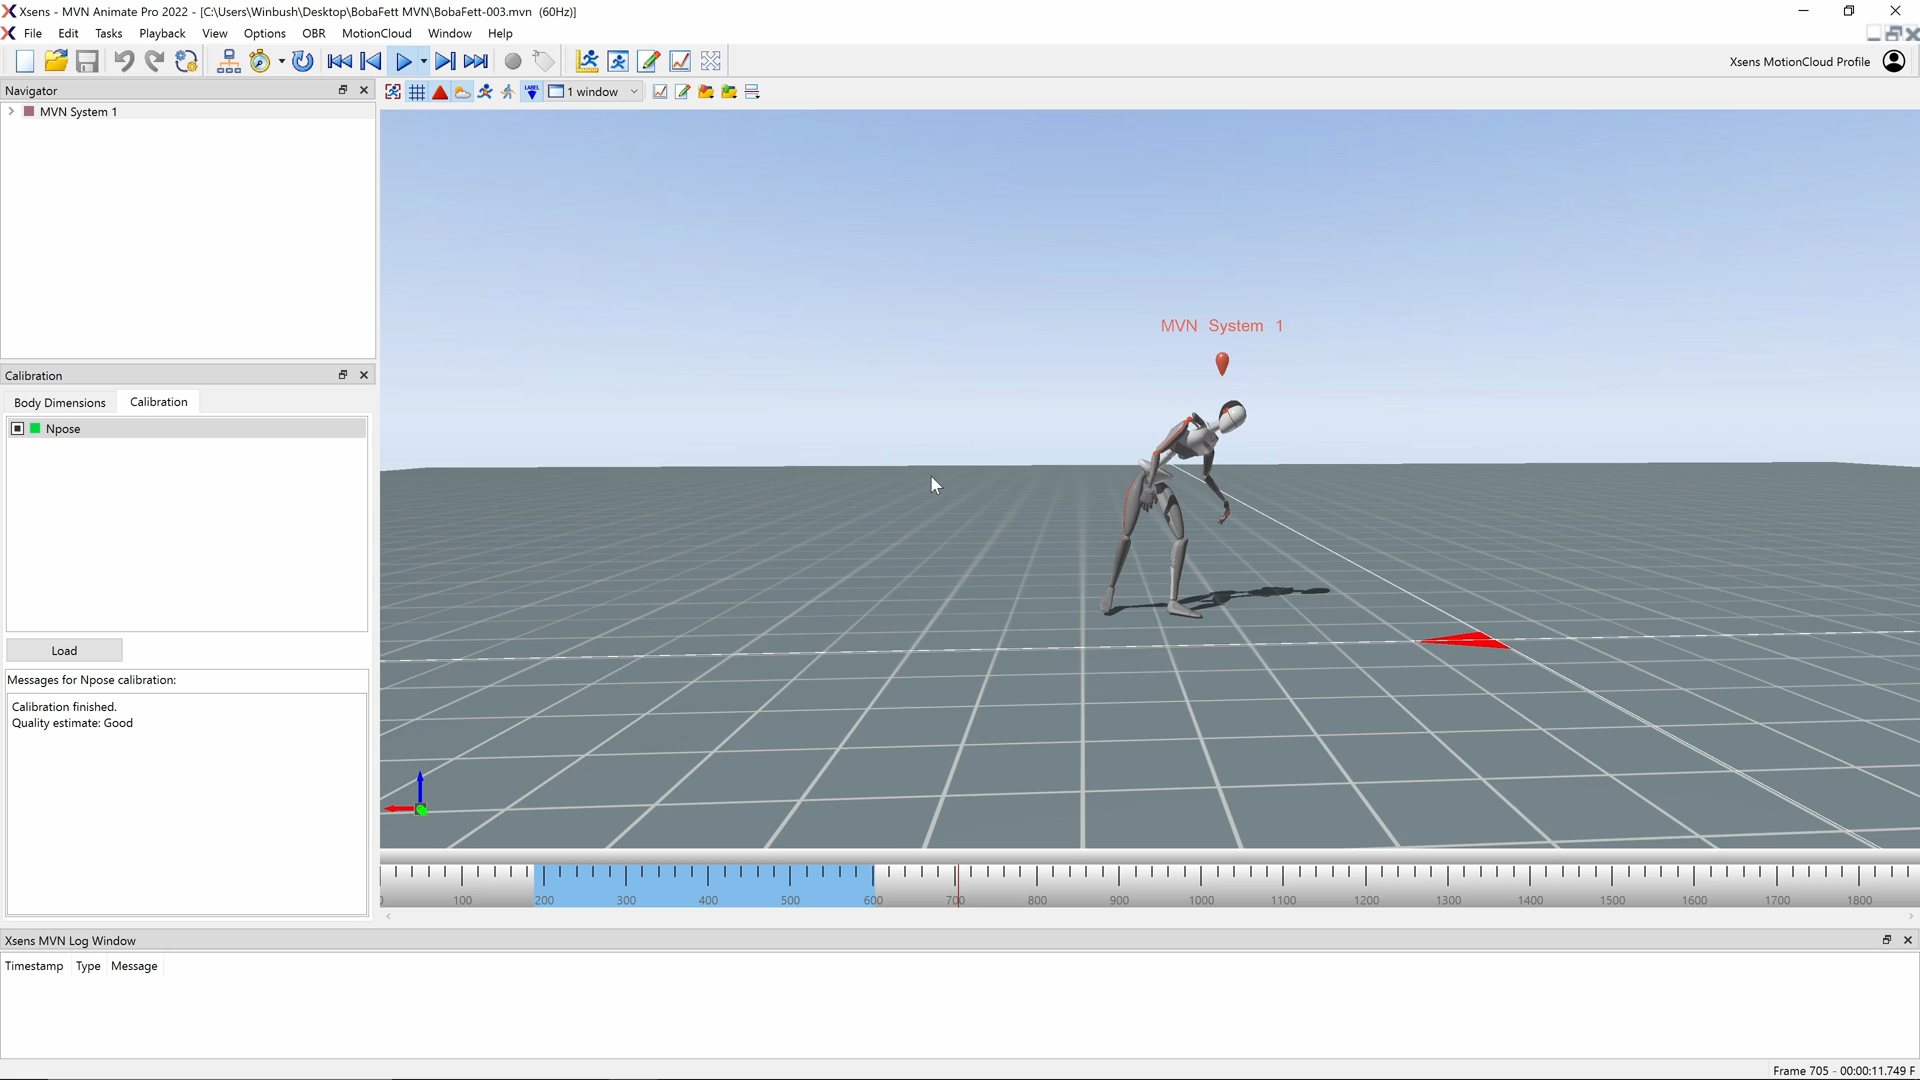 Xsens - MVN Animate Pro 2022 - [C:\Users\Winbush\Desktop\BobaFett MVN\BobaFett-003.mvn (60Hz)]
File Edit Tasks Playback View Options OBR MotionCloud Window Help
Xsens MotionCloud Profile
Navigator
LABEL
1 window
MVN System 1
MVN System 1
Calibration
Body Dimensions Calibration
Npose
Load
Messages for Npose calibration:
Calibration finished.
Quality estimate: Good
100 200 300 400 500 600 700 800 900 1000 1100 1200 1300 1400 1500 1600 1700 1800
Xsens MVN Log Window
Timestamp Type Message
Frame 705 - 00:00:11.749 F